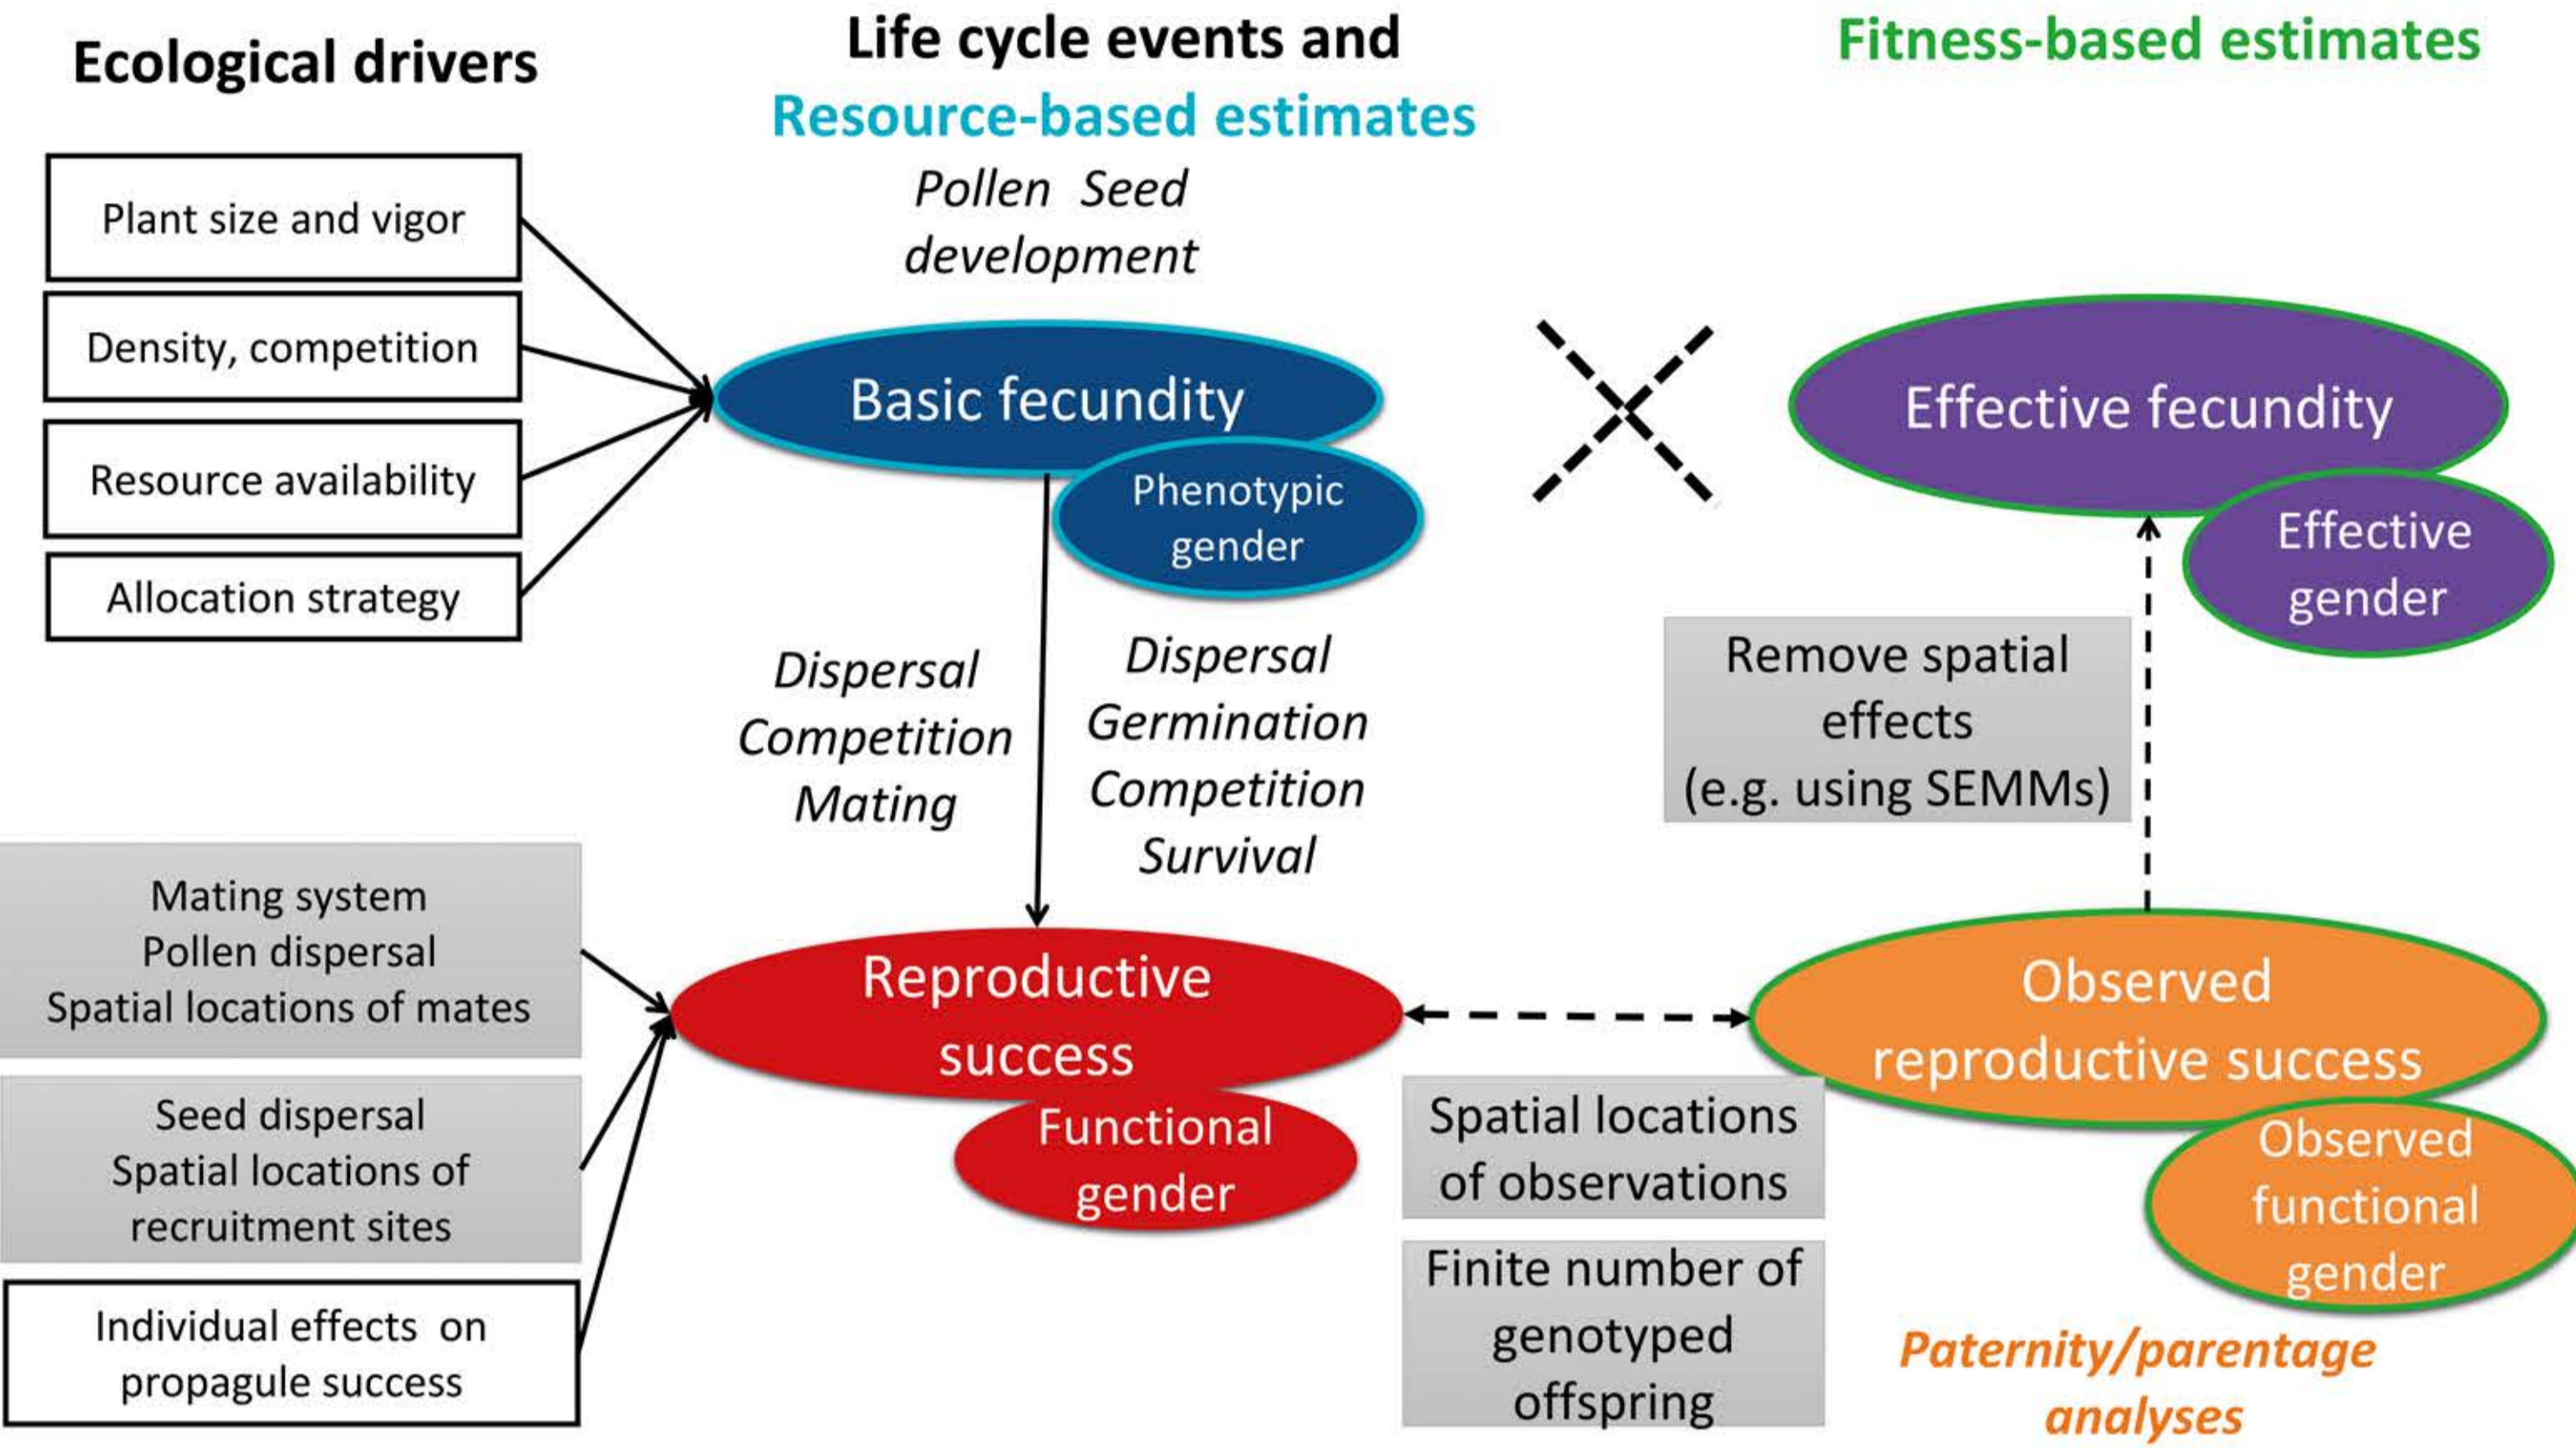 Ecological drivers
Life cycle events and
Resource-based estimates
Fitness-based estimates
Pollen  Seed
development
Plant size and vigor
Density, competition
Resource availability
Allocation strategy
Basic fecundity
Phenotypic
gender
Effective fecundity
Effective
gender
Dispersal
Competition
Mating
Dispersal
Germination
Competition
Survival
Remove spatial
effects
(e.g. using SEMMs)
Mating system
Pollen dispersal
Spatial locations of mates
Seed dispersal
Spatial locations of
recruitment sites
Individual effects  on
propagule success
Reproductive
success
Functional
gender
Observed
reproductive success
Observed
functional
gender
Spatial locations
of observations
Finite number of
genotyped
offspring
Paternity/parentage
analyses